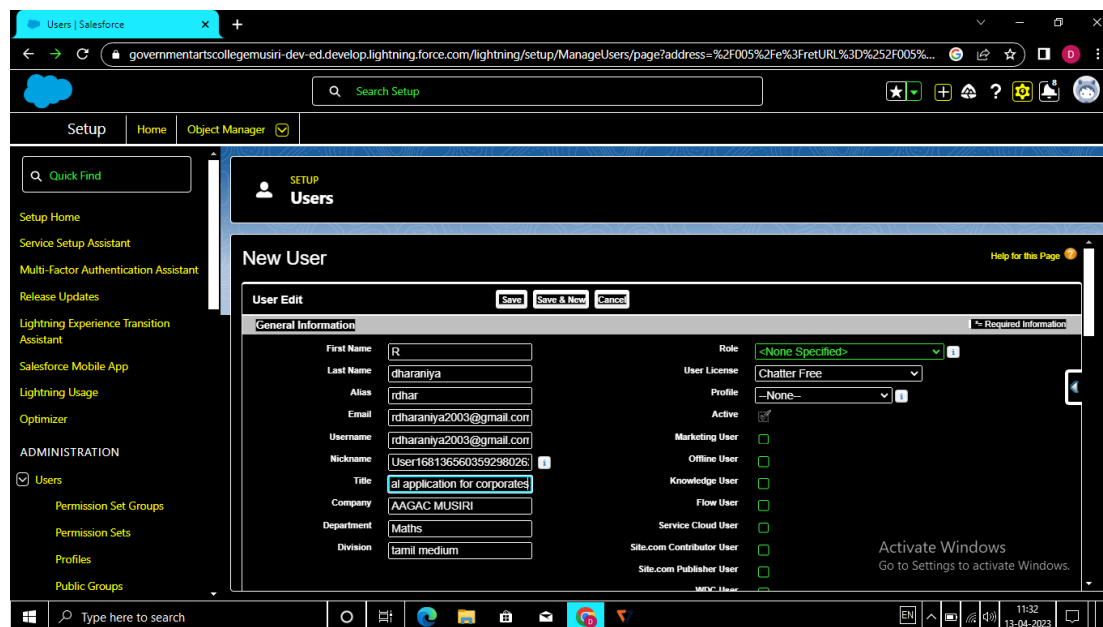 Users | Salesforce
governmentartscollegemusiri-dev-ed.develop.lightning.force.com/lightning/setup/ManageUsers/page?address=%2F005%2Fe%3FretURL%3D%252F005%...
D
Search Setup
8
Setup Home Object Manager
Quick Find
Setup Home
Service Setup Assistant
Multi-Factor Authentication Assistant
Release Updates
Lightning Experience Transition
Assistant
Salesforce Mobile App
Lightning Usage
Optimizer
ADMINISTRATION
Users
Permission Set Groups
Permission Sets
Profiles
Public Groups
SETUP
Users
New User
Help for this Page
User Edit Save Save & New Cancel
General Information = Required Information
First Name R
Last Name dharaniya
Alias rdhar
Email rdharaniya2003@gmail.com
Username rdharaniya2003@gmail.com
Nickname User168136560359298026
Title al application for corporates
Company AAGAC MUSIRI
Department Maths
Division tamil medium
Role <None Specified>
User License Chatter Free
Profile --None--
Active
Marketing User
Offline User
Knowledge User
Flow User
Service Cloud User
Site.com Contributor User
Site.com Publisher User
WDC User
Activate Windows
Go to Settings to activate Windows.
Type here to search
EN
11:32
13-04-2023